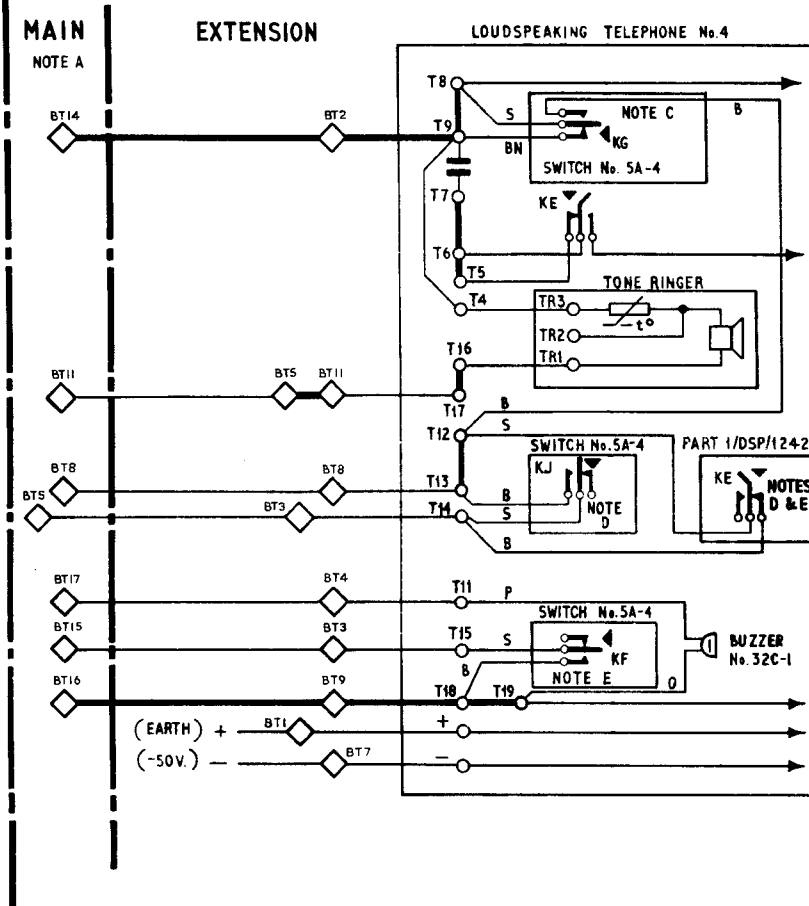 MAIN
EXTENSION
LOUDSPEAKING TELEPHONE No.4
NOTE A
T8
BT14
BT2
T9
S
BN
NOTE C
B
KG
SWITCH No. 5A-4
T7
KE
T6
T5
T4
TONE RINGER
TR3
-t°
TR2
TR1
T16
BT11
BT5
BT11
T17
B
T12
S
SWITCH No.5A-4
PART 1/DSP/124-2
BT8
BT8
T13
KJ
B
NOTE
D
KE
NOTES
D & E
BT5
BT3
T14
S
B
BT17
BT4
T11
P
SWITCH No.5A-4
BT15
BT3
T15
S
KF
BUZZER
No. 32C-1
B
NOTE E
O
BT16
BT9
T18
T19
(EARTH) +
BT1
+
(-50V.) —
BT7
—